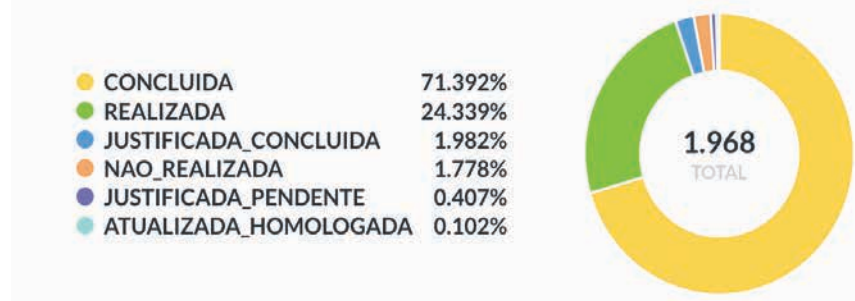 CONCLUIDA 71.392%
REALIZADA 24.339%
JUSTIFICADA_CONCLUIDA 1.982%
NAO_REALIZADA 1.778%
JUSTIFICADA_PENDENTE 0.407%
ATUALIZADA_HOMOLOGADA 0.102%
1.968
TOTAL